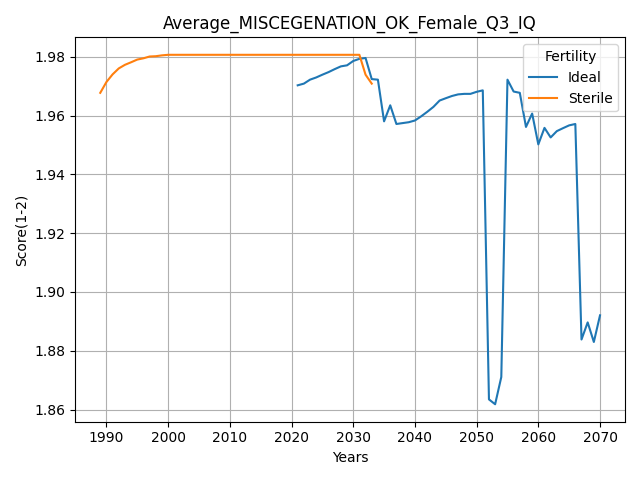 Average_MISCEGENATION_OK_Female_Q3_IQ
Score(1-2)
1.98
1.96
1.94
1.92
1.90
1.88
1.86
Fertility
Ideal
Sterile
1990
2000
2010
2020
2030
2040
2050
2060
2070
Years